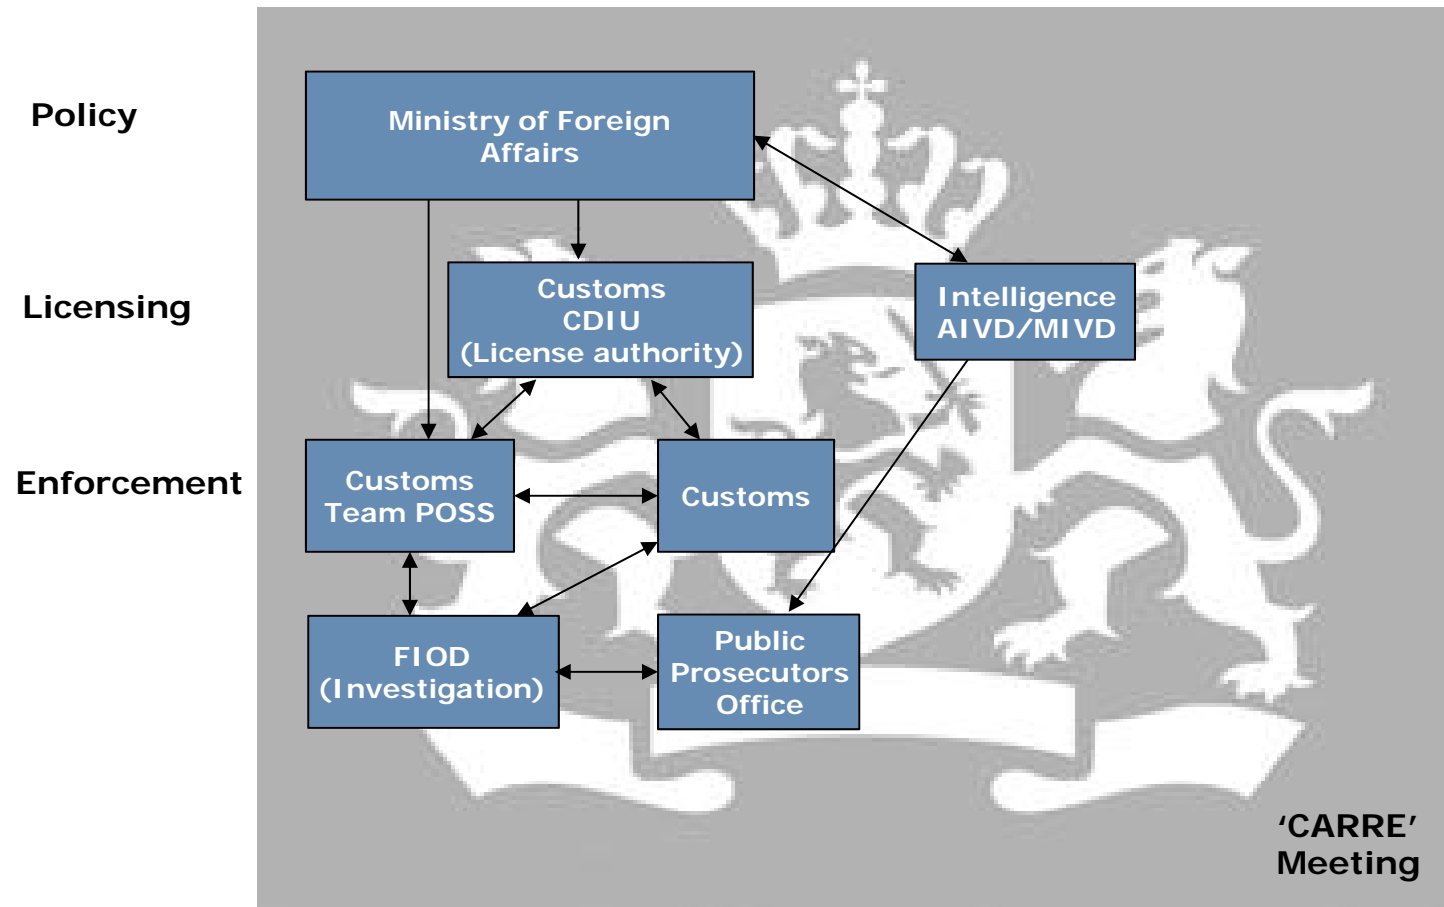 Policy
Ministry of Foreign
Affairs
Licensing
Customs
CDIU
(License authority)
Intelligence
AIVD/MIVD
Enforcement
Customs
Team POSS
Customs
FIOD
(Investigation)
Public
Prosecutors
Office
‘CARRE’
Meeting